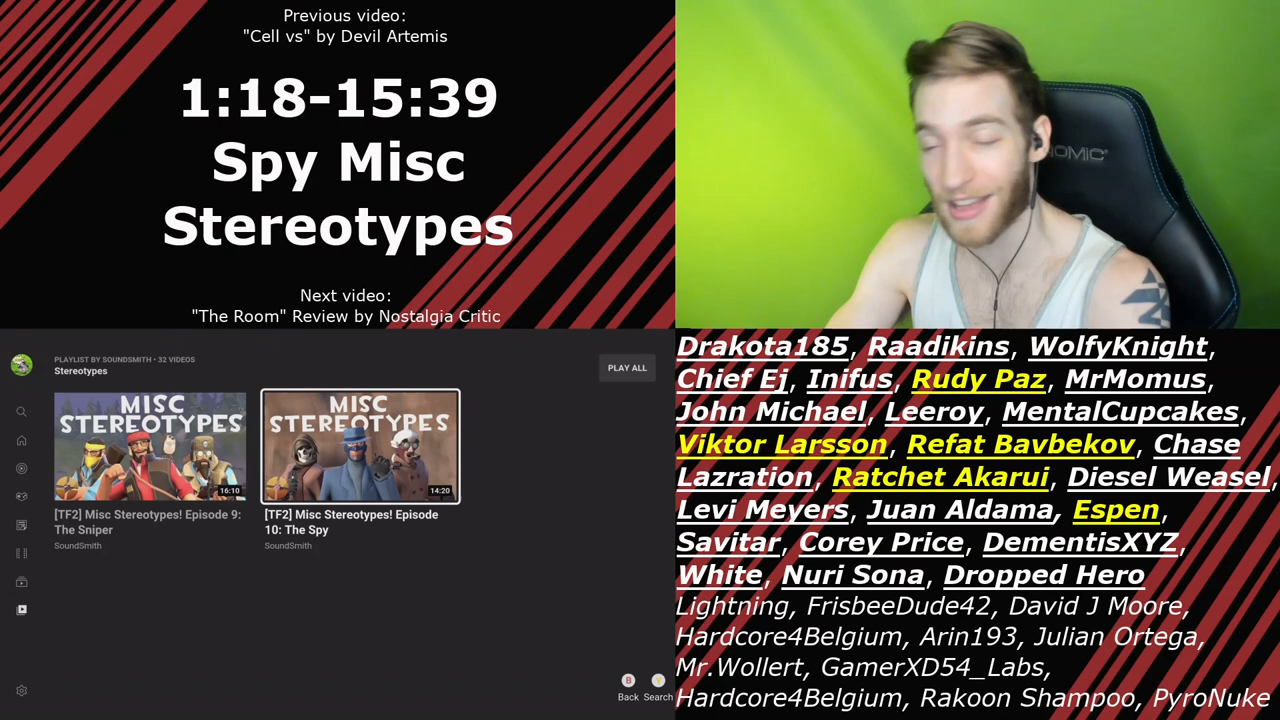 Previous video:
"Cell vs" by Devil Artemis
1:18-15:39
Spy Misc
Stereotypes
Next video:
"The Room" Review by Nostalgia Critic
PLAYLIST BY SOUNDSMITH • 32 VIDEOS
Stereotypes
PLAY ALL
MISC
STEREOTYPES
16:10
[TF2] Misc Stereotypes! Episode 9:
The Sniper
SoundSmith
MISC
STEREOTYPES
14:20
[TF2] Misc Stereotypes! Episode
10: The Spy
SoundSmith
B
Y
Back
Search
Drakota185, Raadikins, WolfyKnight,
Chief Ej, Inifus, Rudy Paz, MrMomus,
John Michael, Leeroy, MentalCupcakes,
Viktor Larsson, Refat Bavbekov, Chase
Lazration, Ratchet Akarui, Diesel Weasel,
Levi Meyers, Juan Aldama, Espen,
Savitar, Corey Price, DementisXYZ,
White, Nuri Sona, Dropped Hero
Lightning, FrisbeeDude42, David J Moore,
Hardcore4Belgium, Arin193, Julian Ortega,
Mr.Wollert, GamerXD54_Labs,
Hardcore4Belgium, Rakoon Shampoo, PyroNuke